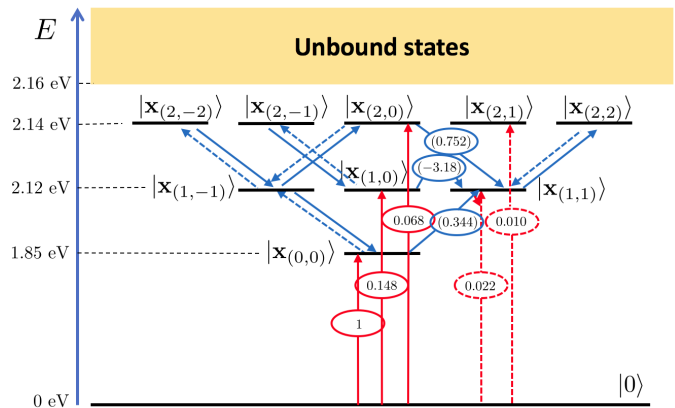 E
Unbound states
2.16 eV
|x(2,−2)⟩ |x(2,−1)⟩ |x(2,0)⟩ |x(2,1)⟩ |x(2,2)⟩
2.14 eV
(0.752)
|x(1,0)⟩ (−3.18)
2.12 eV |x(1,−1)⟩ |x(1,1)⟩
0.068 (0.344) 0.010
1.85 eV |x(0,0)⟩
0.148 0.022
1
|0⟩
0 eV